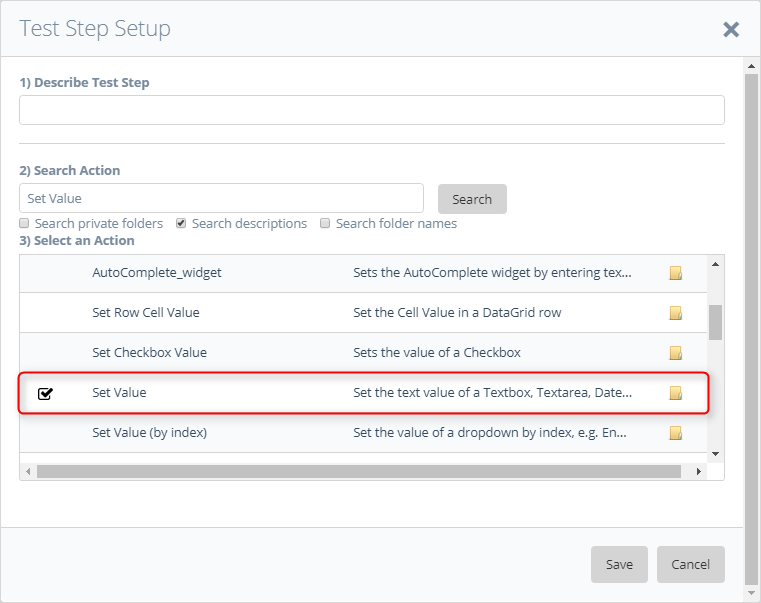 Test Step Setup
1) Describe Test Step
2) Search Action
Set Value Search
Search private folders Search descriptions Search folder names
3) Select an Action
AutoComplete_widget Sets the AutoComplete widget by entering tex...
Set Row Cell Value Set the Cell Value in a DataGrid row
Set Checkbox Value Sets the value of a Checkbox
Set Value Set the text value of a Textbox, Textarea, Date...
Set Value (by index) Set the value of a dropdown by index, e.g. En...
Save Cancel